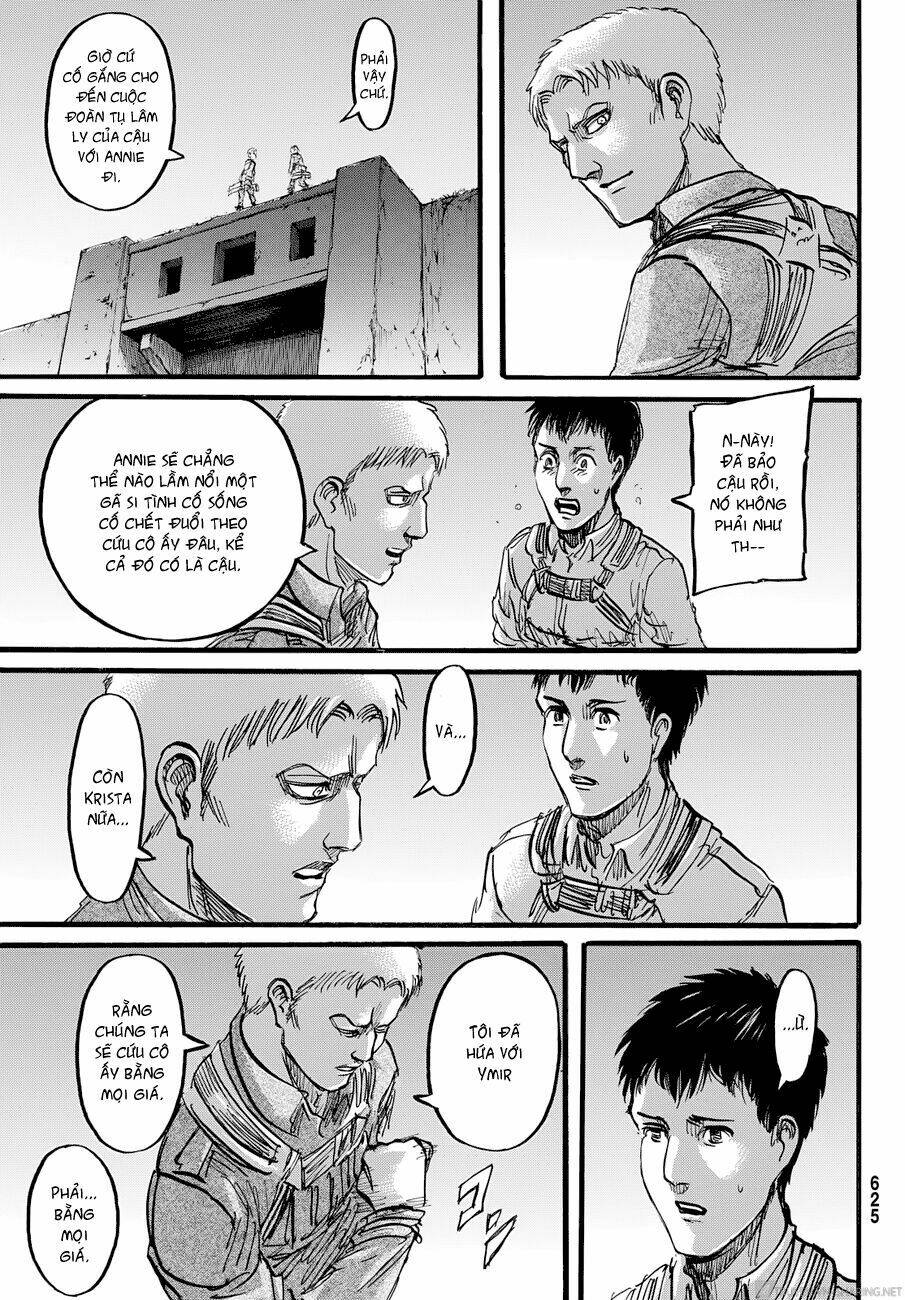 PHẢI
VẬY
CHỨ.
GIỜ CỨ
CỐ GẮNG CHO
ĐẾN CUỘC
ĐOÀN TỤ LÂM
LY CỦA CẬU
VỚI ANNIE
ĐI.
N-NÀY!
ĐÃ BẢO
CẬU RỒI,
NÓ KHÔNG
PHẢI NHƯ
TH--
ANNIE SẼ CHẲNG
THỂ NÀO LẦM NỔI MỘT
GÃ SI TÌNH CỐ SỐNG
CỐ CHẾT ĐUỔI THEO
CỨU CÔ ẤY ĐÂU, KỂ
CẢ ĐÓ CÓ LÀ CẬU.
VÀ...
CÒN
KRISTA
NỮA...
...Ừ.
TÔI ĐÃ
HỨA VỚI
YMIR
RẰNG
CHÚNG TA
SẼ CỨU CÔ
ẤY BẰNG
MỌI GIÁ.
PHẢI...
BẰNG
MỌI
GIÁ.
625